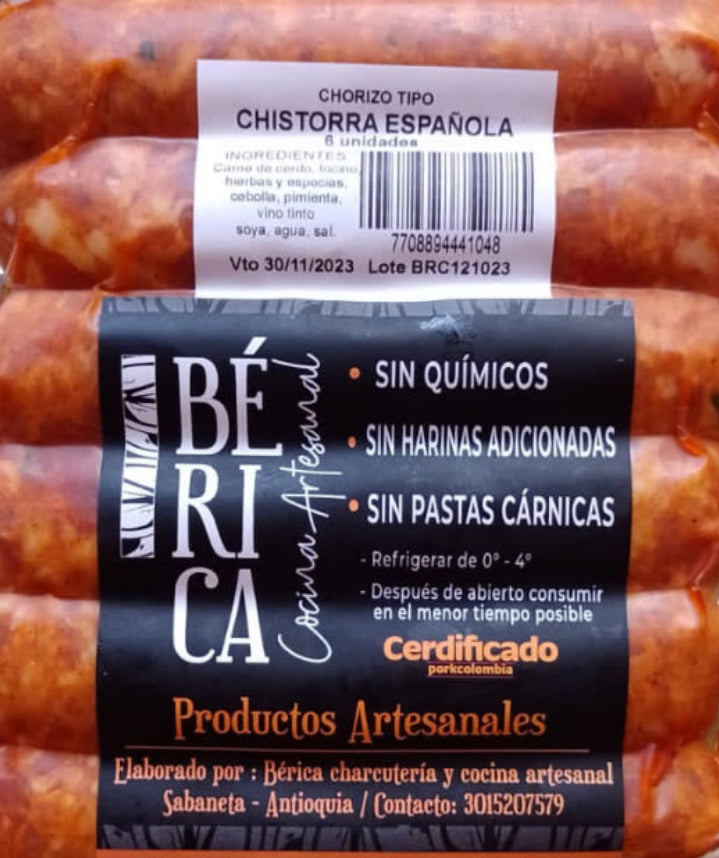 CHORIZO TIPO
CHISTORRA ESPAÑOLA
6 unidades
INGREDIENTES
Carne de cerdo, tocino,
hierbas y especias,
cebolla, pimienta,
vino tinto
soya, agua, sal.
7708894441048
Vto 30/11/2023 Lote BRC121023
BÉ
RI
CA
Cocina Artesanal
• SIN QUÍMICOS
• SIN HARINAS ADICIONADAS
• SIN PASTAS CÁRNICAS
- Refrigerar de 0° - 4°
- Después de abierto consumir
en el menor tiempo posible
Cerdificado
porkcolombia
Productos Artesanales
Elaborado por : Bérica charcutería y cocina artesanal
Sabaneta - Antioquia / Contacto: 3015207579